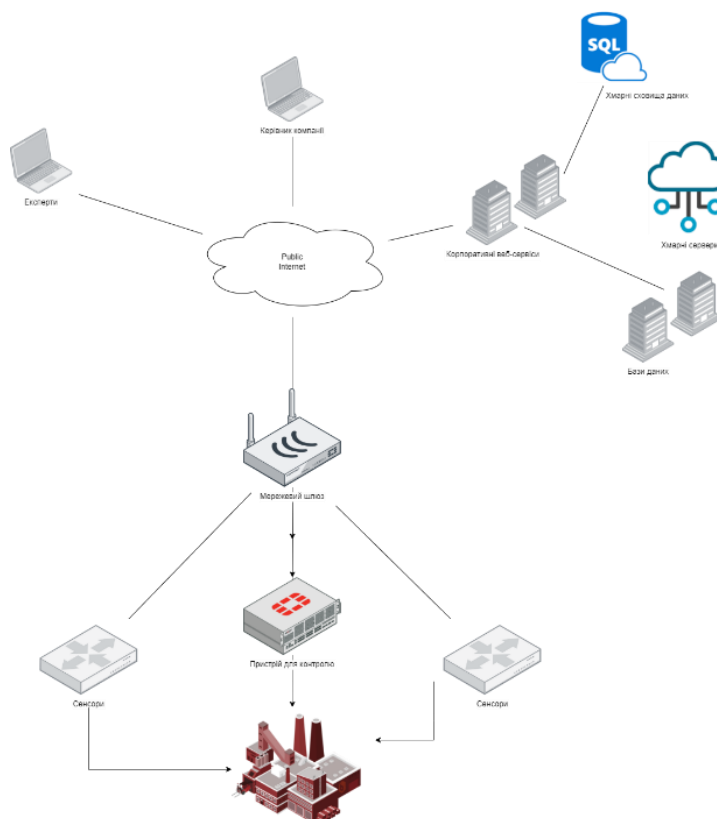 SQL
Хмарні сховища даних
Керівник компанії
Експерти
Хмарні сервери
Корпоративні веб-сервіси
Public
Internet
Бази даних
Мережевий шлюз
Пристрій для контролю
Сенсори
Сенсори